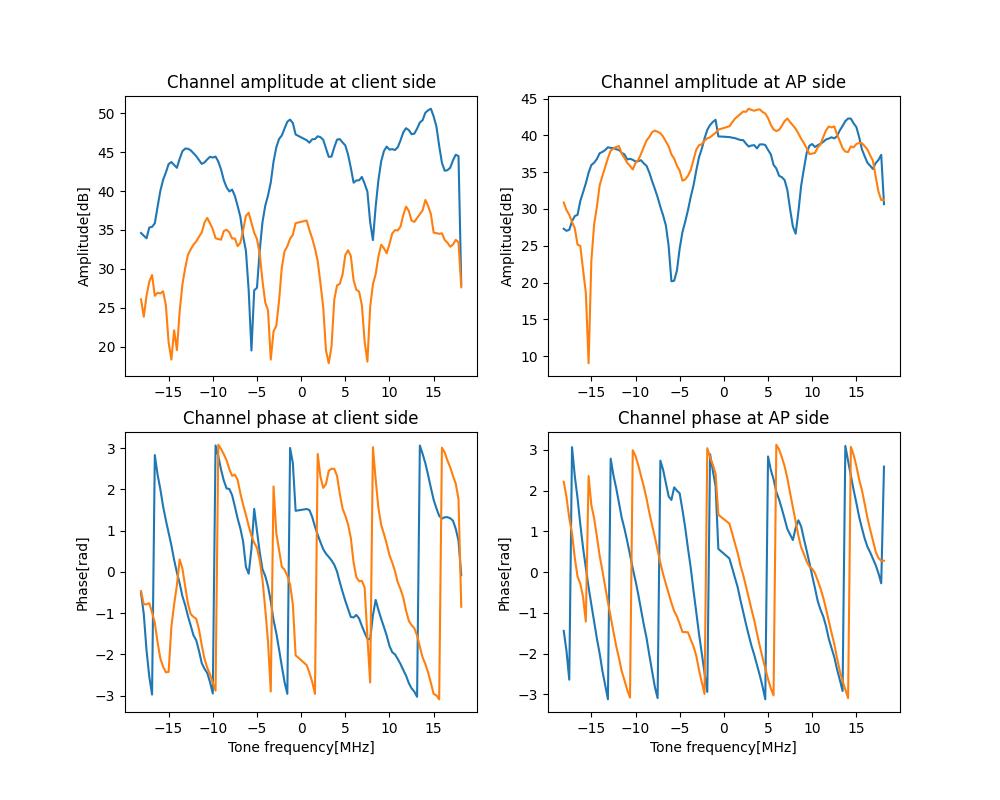 Channel amplitude at client side
Channel amplitude at AP side
Amplitude[dB]
50
45
40
35
30
25
20
−15 −10 −5 0 5 10 15
Amplitude[dB]
45
40
35
30
25
20
15
10
−15 −10 −5 0 5 10 15
Channel phase at client side
Channel phase at AP side
Phase[rad]
3
2
1
0
−1
−2
−3
−15 −10 −5 0 5 10 15
Tone frequency[MHz]
Phase[rad]
3
2
1
0
−1
−2
−3
−15 −10 −5 0 5 10 15
Tone frequency[MHz]